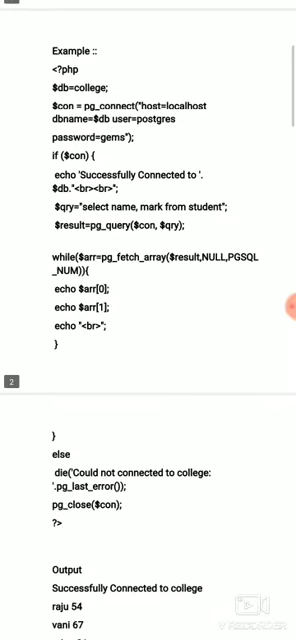 Example ::
<?php
$db=college;
$con = pg_connect("host=localhost
dbname=$db user=postgres
password=gems");
if ($con) {
echo 'Successfully Connected to '.
$db."<br><br>";
$qry="select name, mark from student";
$result=pg_query($con, $qry);
while($arr=pg_fetch_array($result,NULL,PGSQL
_NUM)){
echo $arr[0];
echo $arr[1];
echo "<br>";
}
2
}
else
die('Could not connected to college:
'.pg_last_error());
pg_close($con);
?>
Output
Successfully Connected to college
raju 54
vani 67